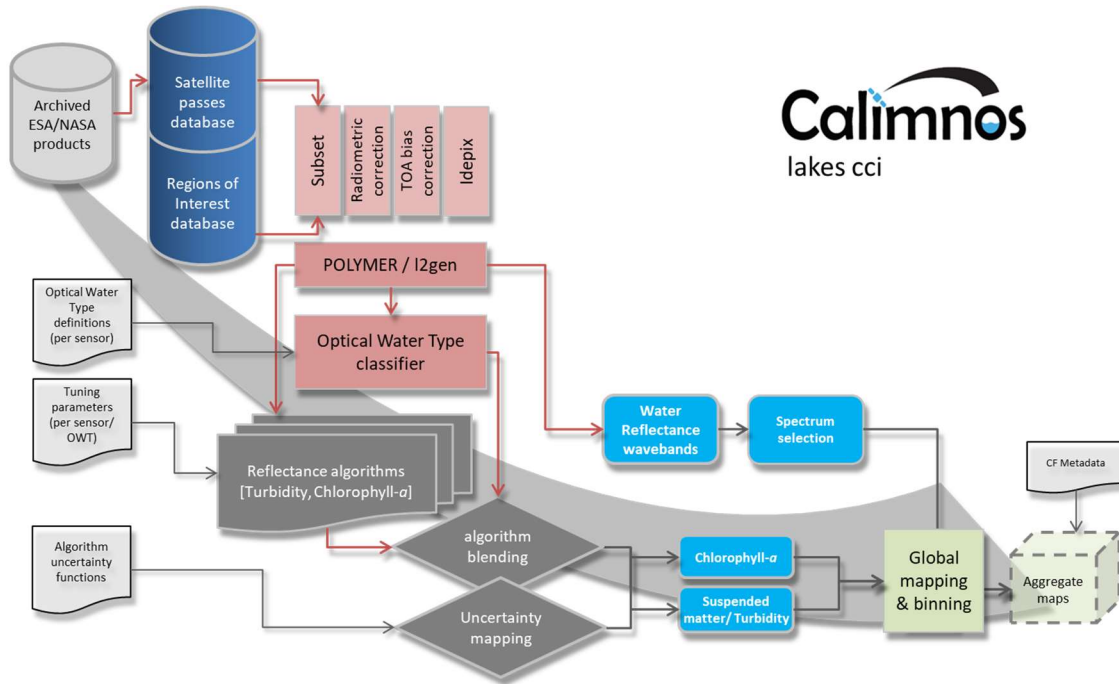 Archived
ESA/NASA
products
Satellite
passes
database
Regions of
Interest
database
Subset
Radiometric
correction
TOA bias
correction
Idepix
Calimnos
lakes cci
POLYMER / l2gen
Optical Water
Type
definitions
(per sensor)
Optical Water Type
classifier
Tuning
parameters
(per sensor/
OWT)
Reflectance algorithms
[Turbidity, Chlorophyll-a]
Water
Reflectance
wavebands
Spectrum
selection
CF Metadata
Algorithm
uncertainty
functions
algorithm
blending
Uncertainty
mapping
Chlorophyll-a
Suspended
matter/ Turbidity
Global
mapping
& binning
Aggregate
maps